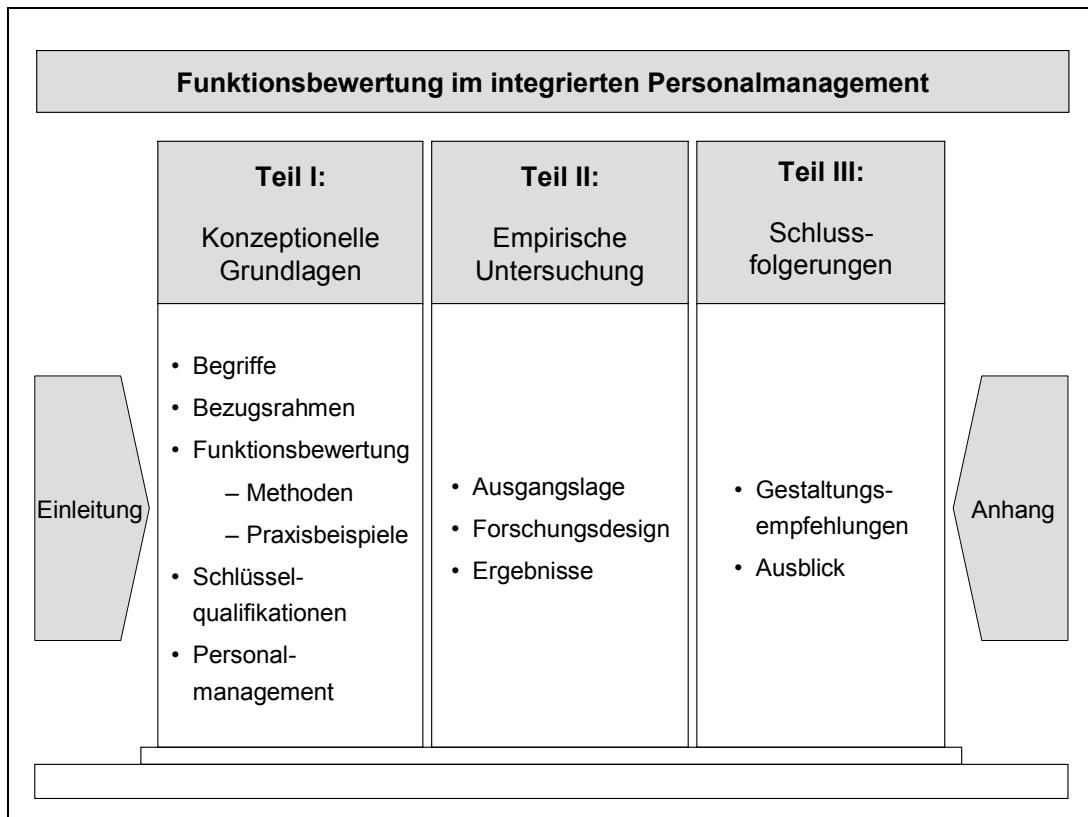 Funktionsbewertung im integrierten Personalmanagement
Teil I:
Konzeptionelle
Grundlagen
• Begriffe
• Bezugsrahmen
• Funktionsbewertung
– Methoden
– Praxisbeispiele
• Schlüssel-
qualifikationen
• Personal-
management
Teil II:
Empirische
Untersuchung
• Ausgangslage
• Forschungsdesign
• Ergebnisse
Teil III:
Schluss-
folgerungen
• Gestaltungs-
empfehlungen
• Ausblick
Einleitung
Anhang